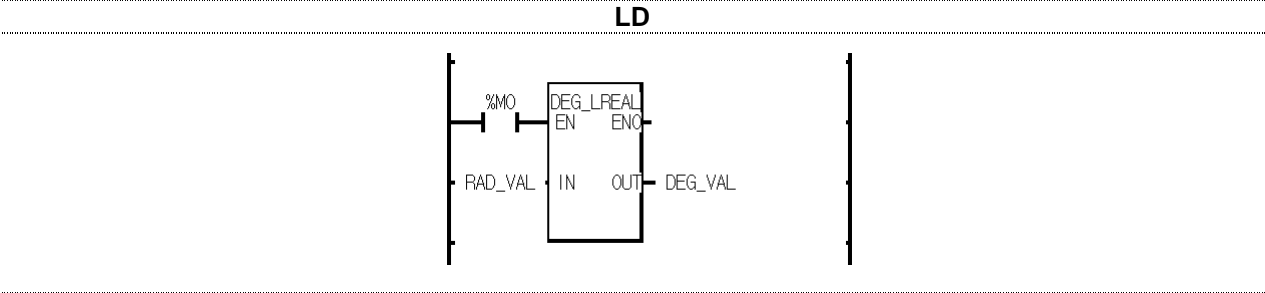 LD
%M0 DEG_LREAL
EN ENO
RAD_VAL IN OUT DEG_VAL